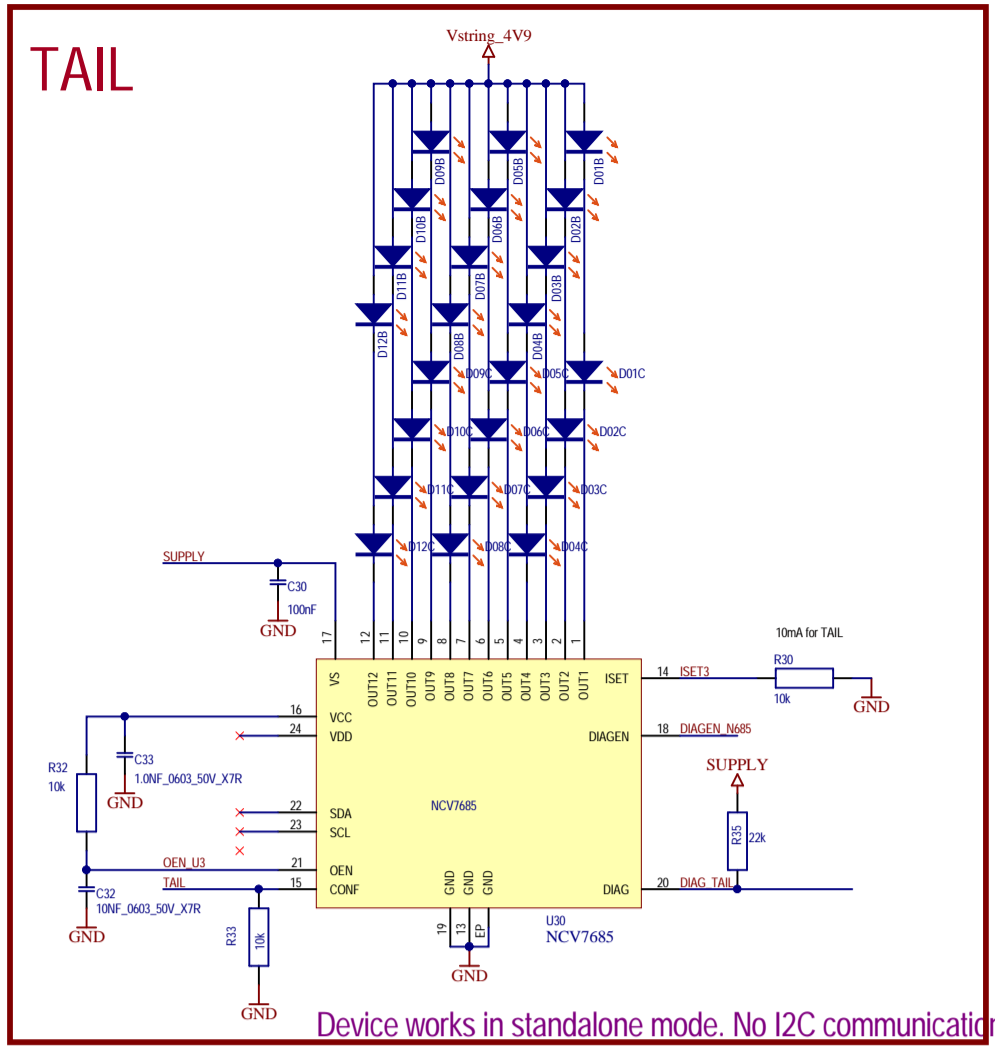 Vstring_4V9
TAIL
D09B
D05B
D01B
D10B
D06B
D02B
D11B
D07B
D03B
D12B
D08B
D04B
D09C
D05C
D01C
D10C
D06C
D02C
D11C
D07C
D03C
D12C
D08C
D04C
SUPPLY
C30
100nF
GND
17
12
11
10
9
8
7
6
5
4
3
2
1
VS
OUT12
OUT11
OUT10
OUT9
OUT8
OUT7
OUT6
OUT5
OUT4
OUT3
OUT2
OUT1
10mA for TAIL
ISET
14
ISET3
R30
10k
GND
16
VCC
24
VDD
DIAGEN
18
DIAGEN_N685
C33
1.0NF_0603_50V_X7R
GND
R32
10k
SUPPLY
R35
22k
22
SDA
23
SCL
NCV7685
OEN_U3
21
OEN
TAIL
15
CONF
C32
10NF_0603_50V_X7R
GND
R33
10k
GND
GND
GND
GND
19
13
EP
GND
DIAG
20
DIAG_TAIL
U30
NCV7685
Device works in standalone mode. No I2C